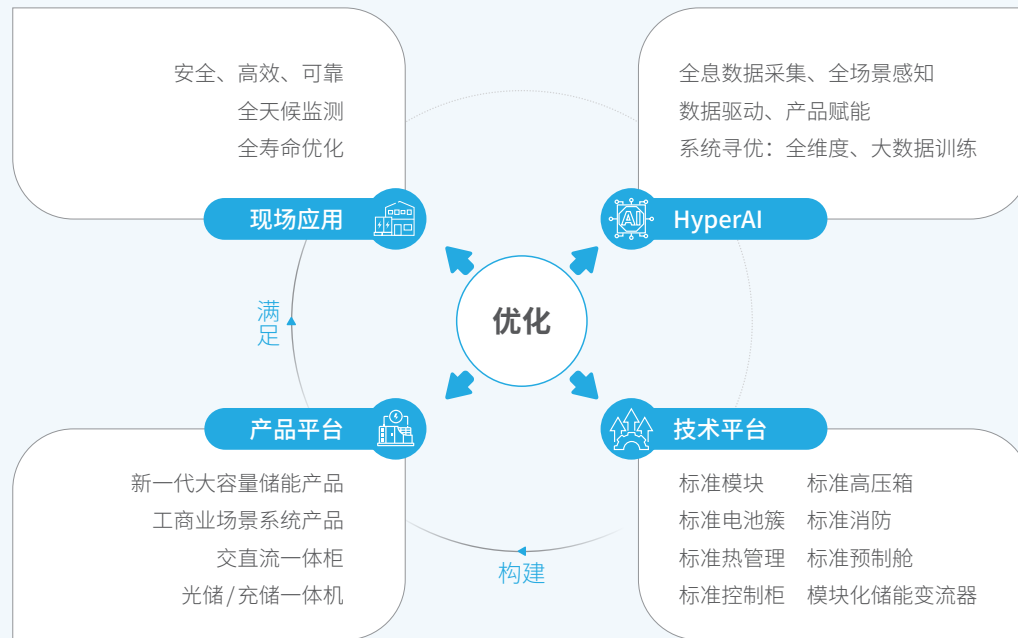 安全、高效、可靠
全天候监测
全寿命优化
现场应用
全息数据采集、全场景感知
数据驱动、产品赋能
系统寻优：全维度、大数据训练
AI
HyperAI
优化
满足
产品平台
新一代大容量储能产品
工商业场景系统产品
交直流一体柜
光储/充储一体机
构建
技术平台
标准模块 标准高压箱
标准电池簇 标准消防
标准热管理 标准预制舱
标准控制柜 模块化储能变流器